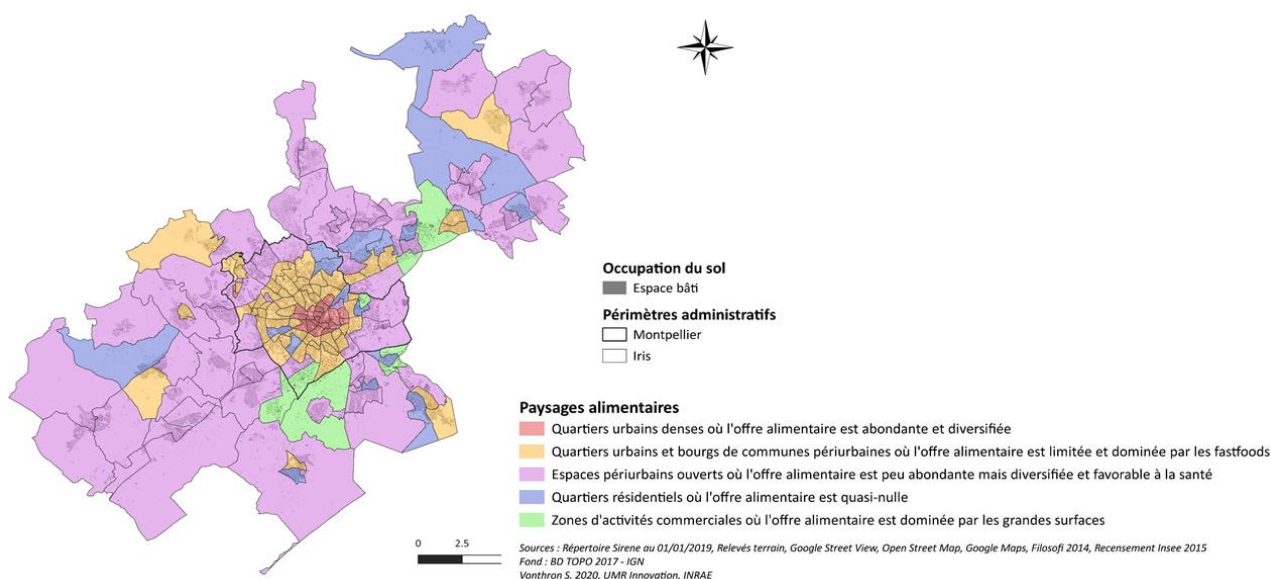 Occupation du sol
Espace bâti
Périmètres administratifs
Montpellier
Iris
Paysages alimentaires
Quartiers urbains denses où l'offre alimentaire est abondante et diversifiée
Quartiers urbains et bourgs de communes périurbaines où l'offre alimentaire est limitée et dominée par les fastfoods
Espaces périurbains ouverts où l'offre alimentaire est peu abondante mais diversifiée et favorable à la santé
Quartiers résidentiels où l'offre alimentaire est quasi-nulle
Zones d'activités commerciales où l'offre alimentaire est dominée par les grandes surfaces
0 2.5
Sources : Répertoire Sirene au 01/01/2019, Relevés terrain, Google Street View, Open Street Map, Google Maps, Filosofi 2014, Recensement Insee 2015
Fond : BD TOPO 2017 - IGN
Vonthron S. 2020, UMR Innovation, INRAE